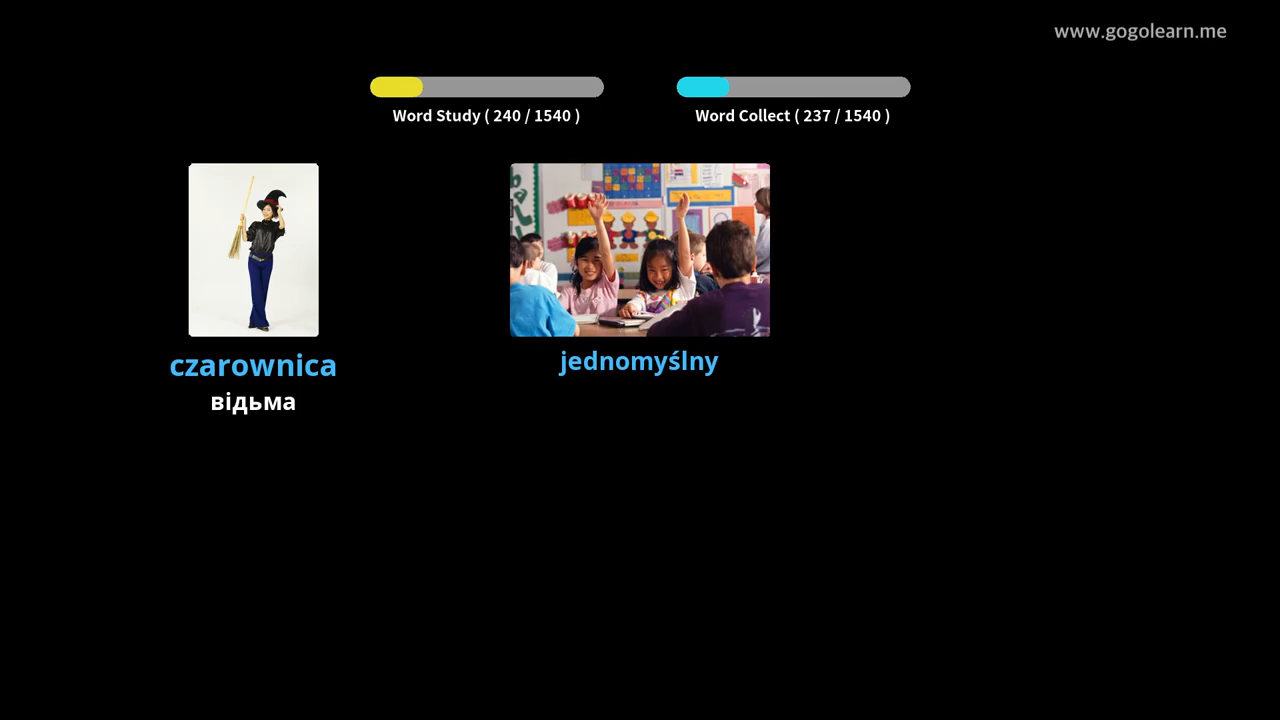 www.gogolearn.me
Word Study ( 240 / 1540 )
Word Collect ( 237 / 1540 )
czarownica
відьма
jednomyślny